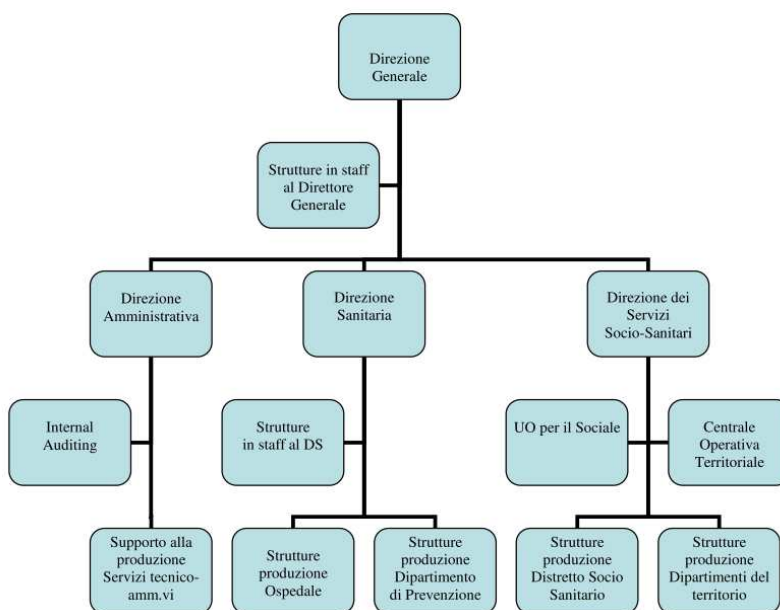 Direzione
Generale
Strutture in staff
al Direttore
Generale
Direzione
Amministrativa
Direzione
Sanitaria
Direzione dei
Servizi
Socio-Sanitari
Internal
Auditing
Strutture
in staff al DS
UO per il Sociale
Centrale
Operativa
Territoriale
Supporto alla
produzione
Servizi tecnico-
amm.vi
Strutture
produzione
Ospedale
Strutture
produzione
Dipartimento
di Prevenzione
Strutture
produzione
Distretto Socio
Sanitario
Strutture
produzione
Dipartimenti del
territorio